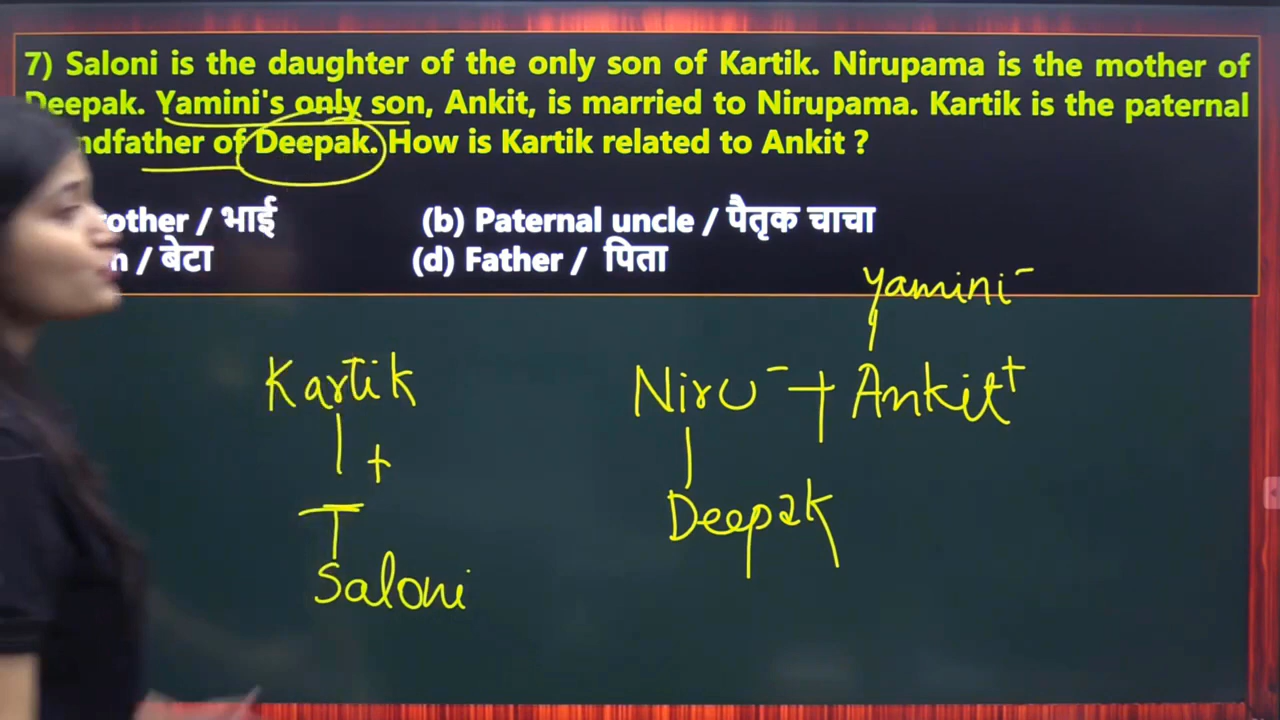 7) Saloni is the daughter of the only son of Kartik. Nirupama is the mother of
Deepak. Yamini's only son, Ankit, is married to Nirupama. Kartik is the paternal
of Deepak. How is Kartik related to Ankit ?
/ भाई (b) Paternal uncle / पैतृक चाचा
/ बेटा (d) Father / पिता
Yamini -
Kartik Niru - + Ankit +
+
Deepak
Saloni